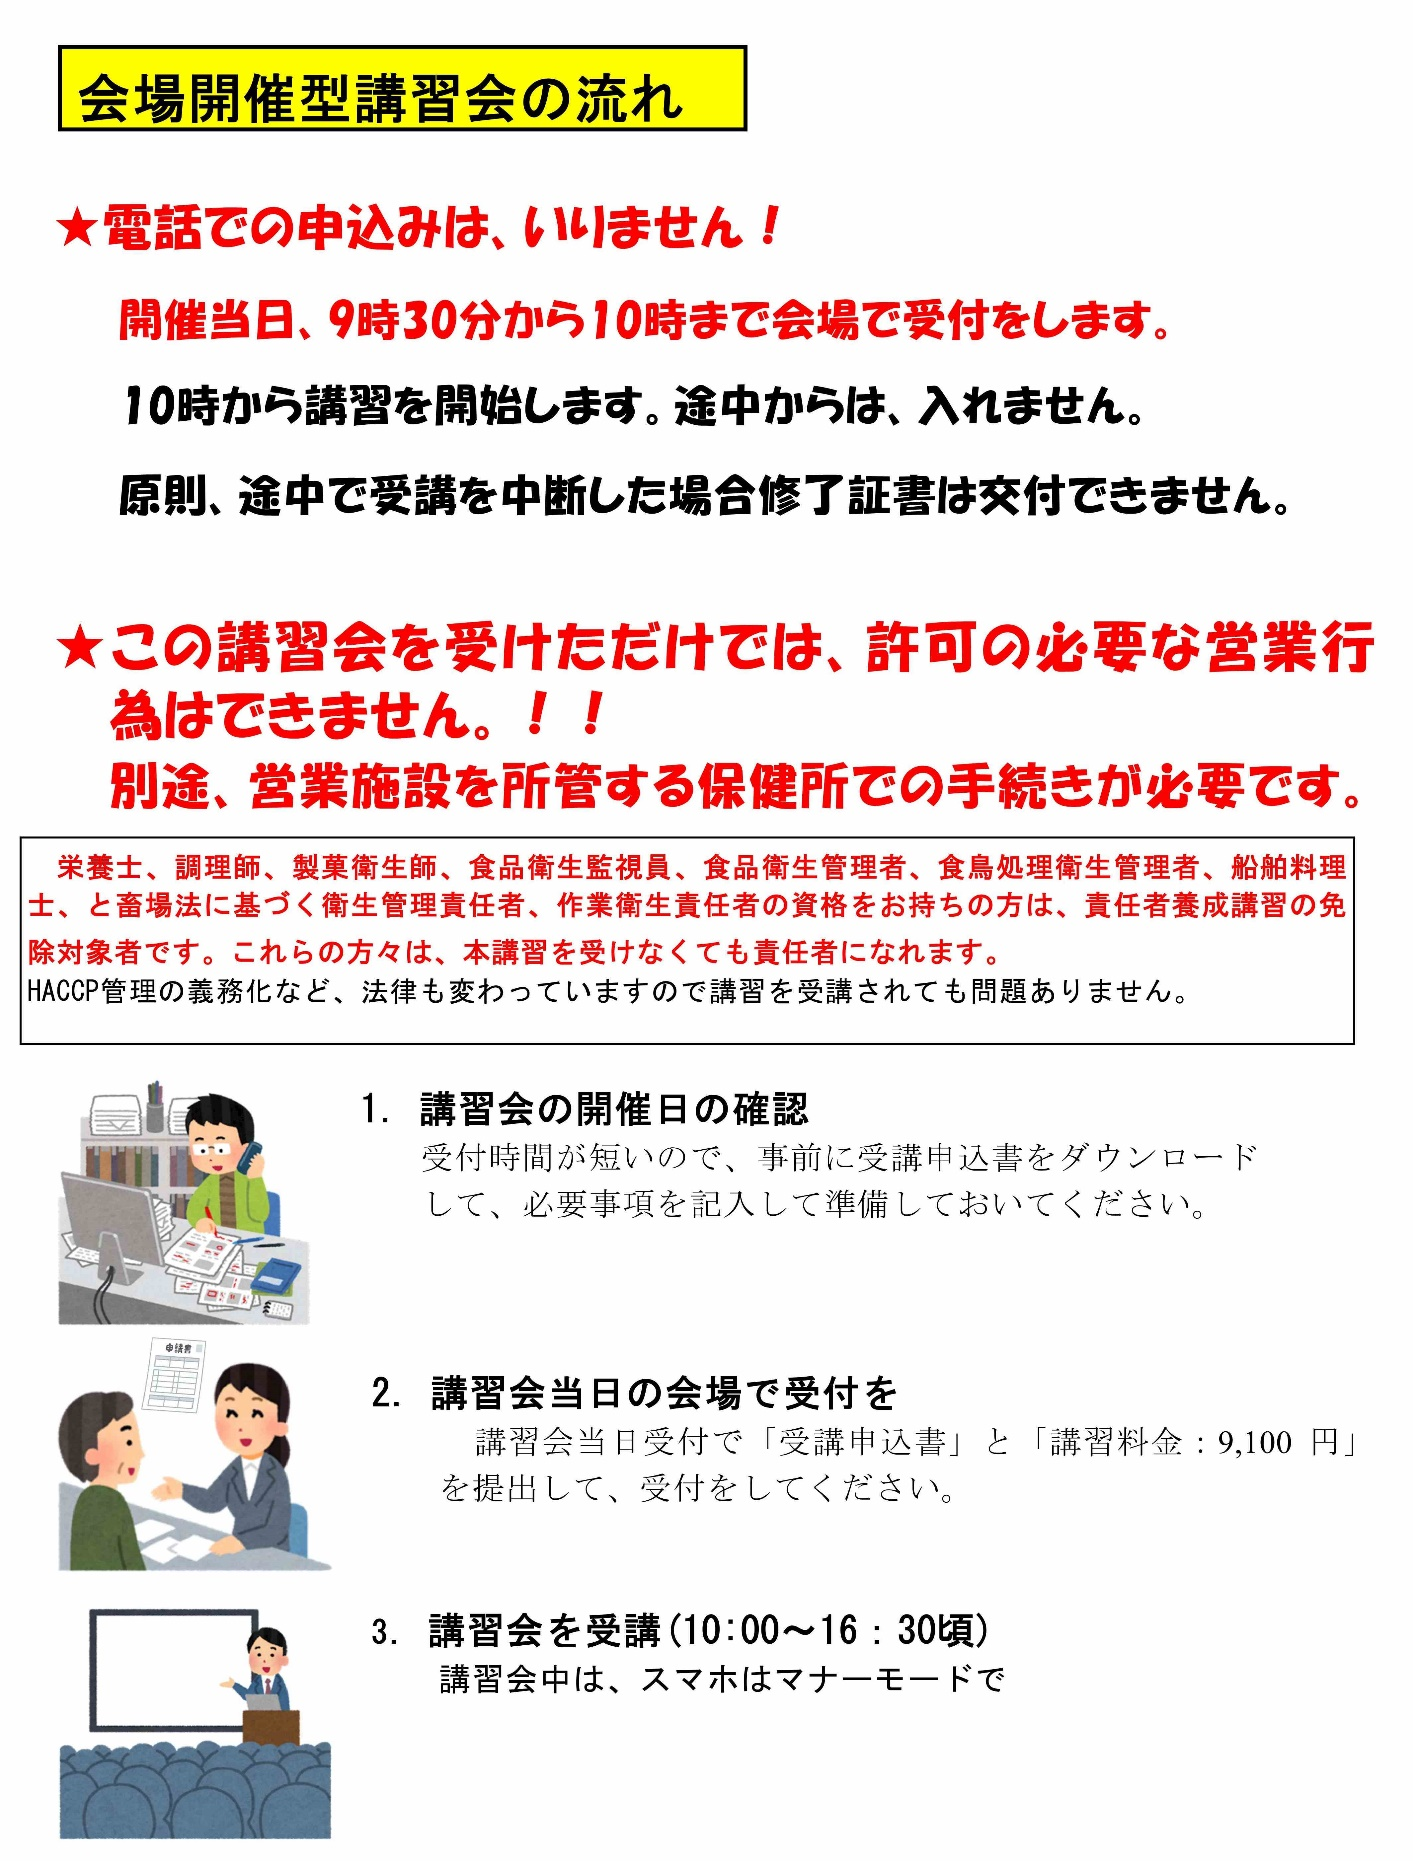 会場開催型講習会の流れ
★電話での申込みは、いりません！
開催当日、9時30分から10時まで会場で受付をします。
10時から講習を開始します。途中からは、入れません。
原則、途中で受講を中断した場合修了証書は交付できません。
★この講習会を受けただけでは、許可の必要な営業行
為はできません。！！
別途、営業施設を所管する保健所での手続きが必要です。
栄養士、調理師、製菓衛生師、食品衛生監視員、食品衛生管理者、食鳥処理衛生管理者、船舶料理
士、と畜場法に基づく衛生管理責任者、作業衛生責任者の資格をお持ちの方は、責任者養成講習の免
除対象者です。これらの方々は、本講習を受けなくても責任者になれます。
HACCP管理の義務化など、法律も変わっていますので講習を受講されても問題ありません。
1. 講習会の開催日の確認
受付時間が短いので、事前に受講申込書をダウンロード
して、必要事項を記入して準備しておいてください。
申請書
2. 講習会当日の会場で受付を
講習会当日受付で「受講申込書」と「講習料金：9,100 円」
を提出して、受付をしてください。
3. 講習会を受講(10:00～16：30頃)
講習会中は、スマホはマナーモードで